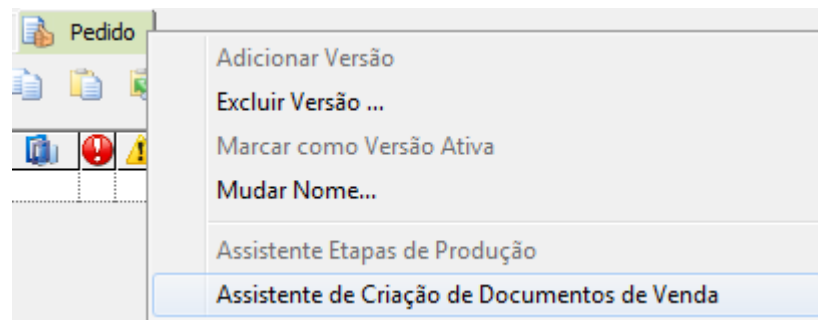 Pedido
Adicionar Versão
Excluir Versão ...
Marcar como Versão Ativa
Mudar Nome...
Assistente Etapas de Produção
Assistente de Criação de Documentos de Venda